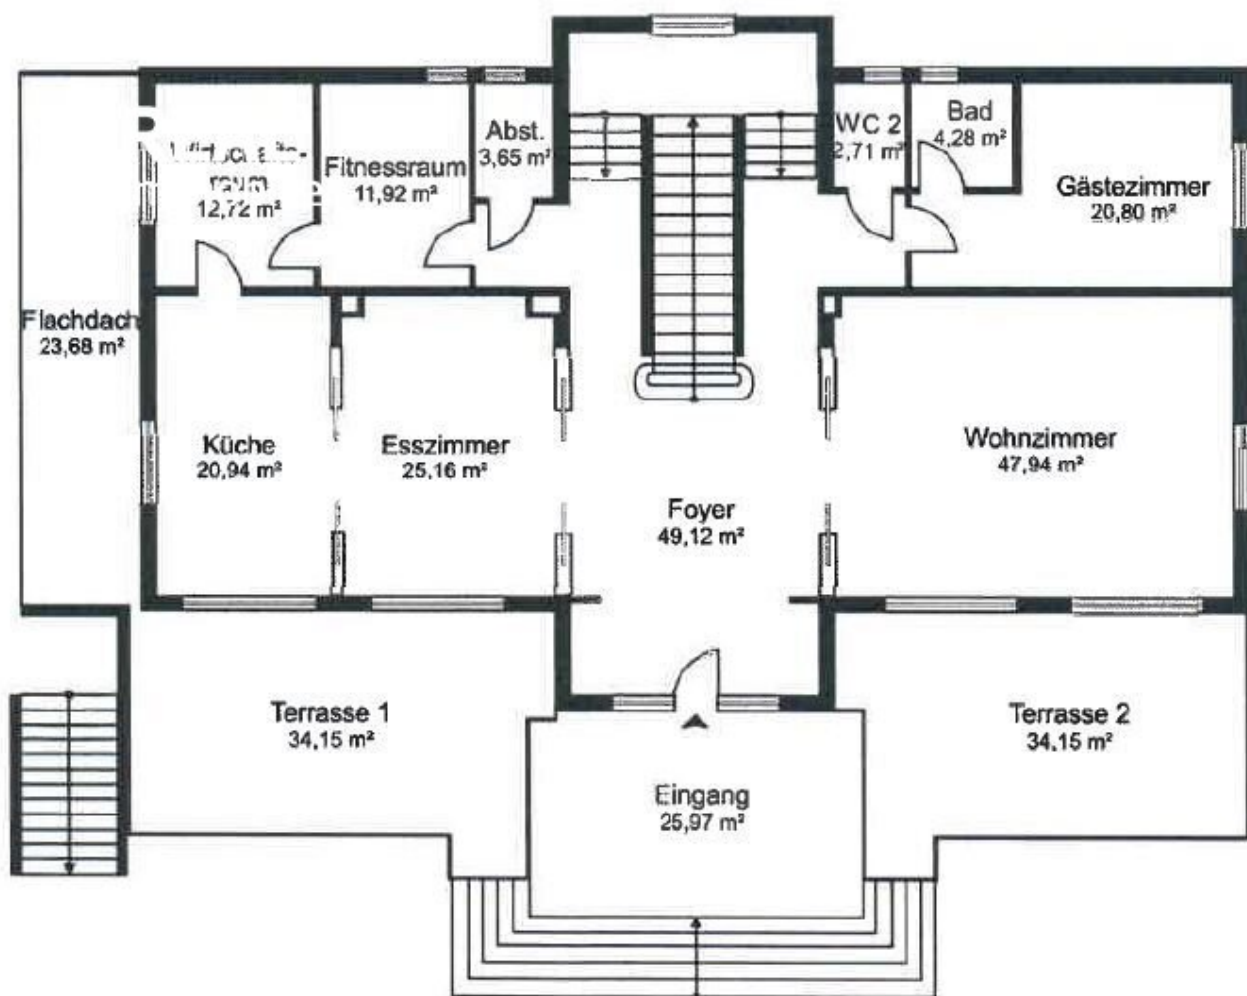 Abst.
3,65 m²
WC 2
2,71 m²
Bad
4,28 m²
Fitnessraum
11,92 m²
raum
12,72 m²
Gästezimmer
20,80 m²
Flachdach
23,68 m²
Küche
20,94 m²
Esszimmer
25,16 m²
Wohnzimmer
47,94 m²
Foyer
49,12 m²
Terrasse 1
34,15 m²
Terrasse 2
34,15 m²
Eingang
25,97 m²